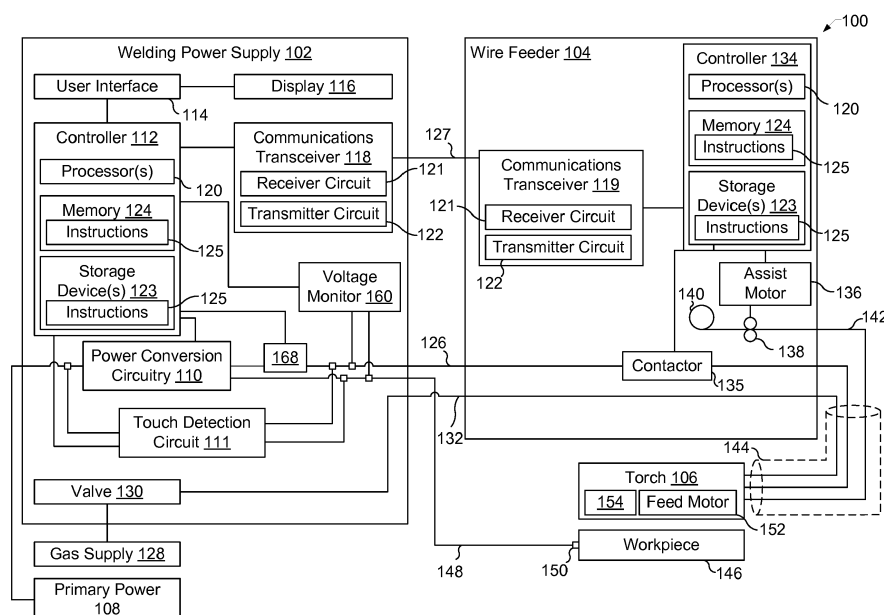 100
Welding Power Supply 102
User Interface
114
Display 116
Controller 112
Processor(s)
120
Memory 124
Instructions
125
Storage
Device(s) 123
Instructions
125
Communications
Transceiver 118
Receiver Circuit
121
Transmitter Circuit
122
Voltage
Monitor 160
168
Power Conversion
Circuitry 110
Touch Detection
Circuit 111
Valve 130
Gas Supply 128
Primary Power
108
127
126
132
148
Wire Feeder 104
Communications
Transceiver 119
121
Receiver Circuit
Transmitter Circuit
122
Controller 134
Processor(s)
120
Memory 124
Instructions
125
Storage
Device(s) 123
Instructions
125
Assist
Motor
136
140
142
138
Contactor
135
144
Torch 106
154
Feed Motor
152
150
Workpiece
146